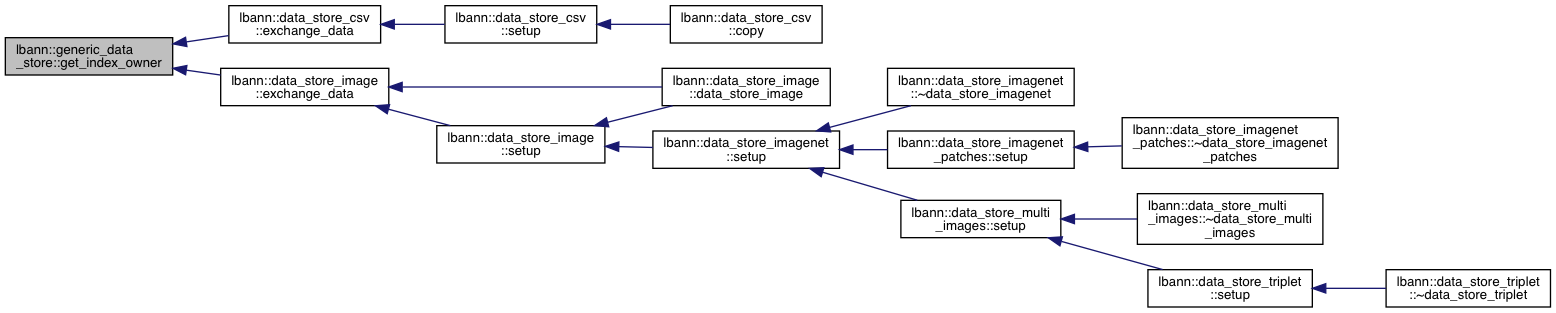 lbann::generic_data
_store::get_index_owner
lbann::data_store_csv
::exchange_data
lbann::data_store_csv
::setup
lbann::data_store_csv
::copy
lbann::data_store_image
::exchange_data
lbann::data_store_image
::data_store_image
lbann::data_store_image
::setup
lbann::data_store_imagenet
::setup
lbann::data_store_imagenet
::~data_store_imagenet
lbann::data_store_imagenet
_patches::setup
lbann::data_store_imagenet
_patches::~data_store_imagenet
_patches
lbann::data_store_multi
_images::setup
lbann::data_store_multi
_images::~data_store_multi
_images
lbann::data_store_triplet
::setup
lbann::data_store_triplet
::~data_store_triplet